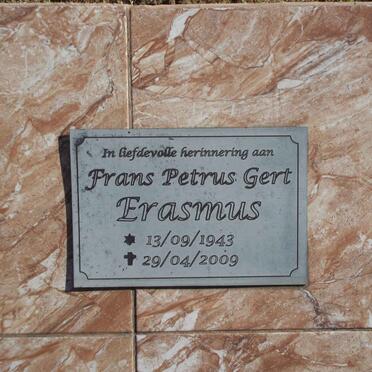 In liefdevolle herinnering aan
Frans Petrus Gert
Erasmus
✡ 13/09/1943
✝ 29/04/2009